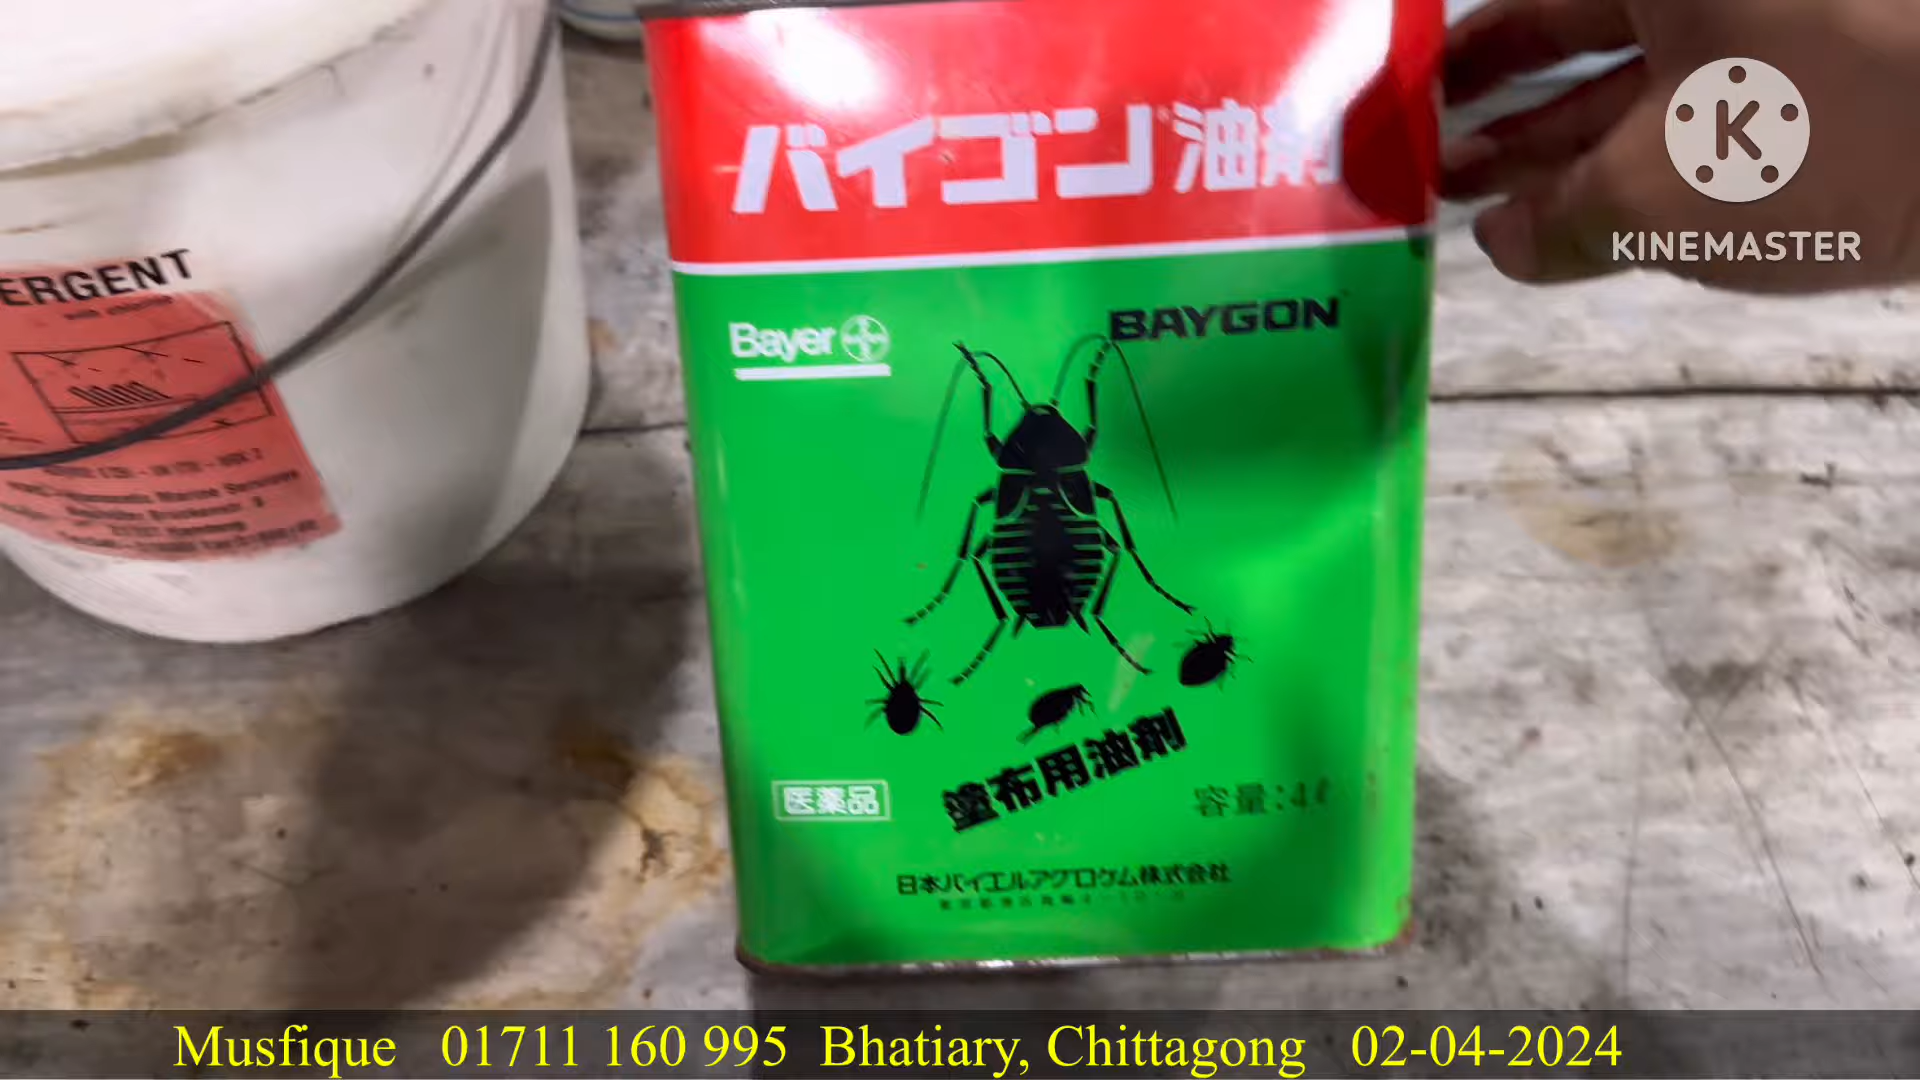 バイゴン油剤
Bayer
BAYGON
塗布用油剤
医薬品
容量:4ℓ
日本バイエルアグロケム株式会社
ERGENT
KINEMASTER
Musfique 01711 160 995 Bhatiary, Chittagong 02-04-2024